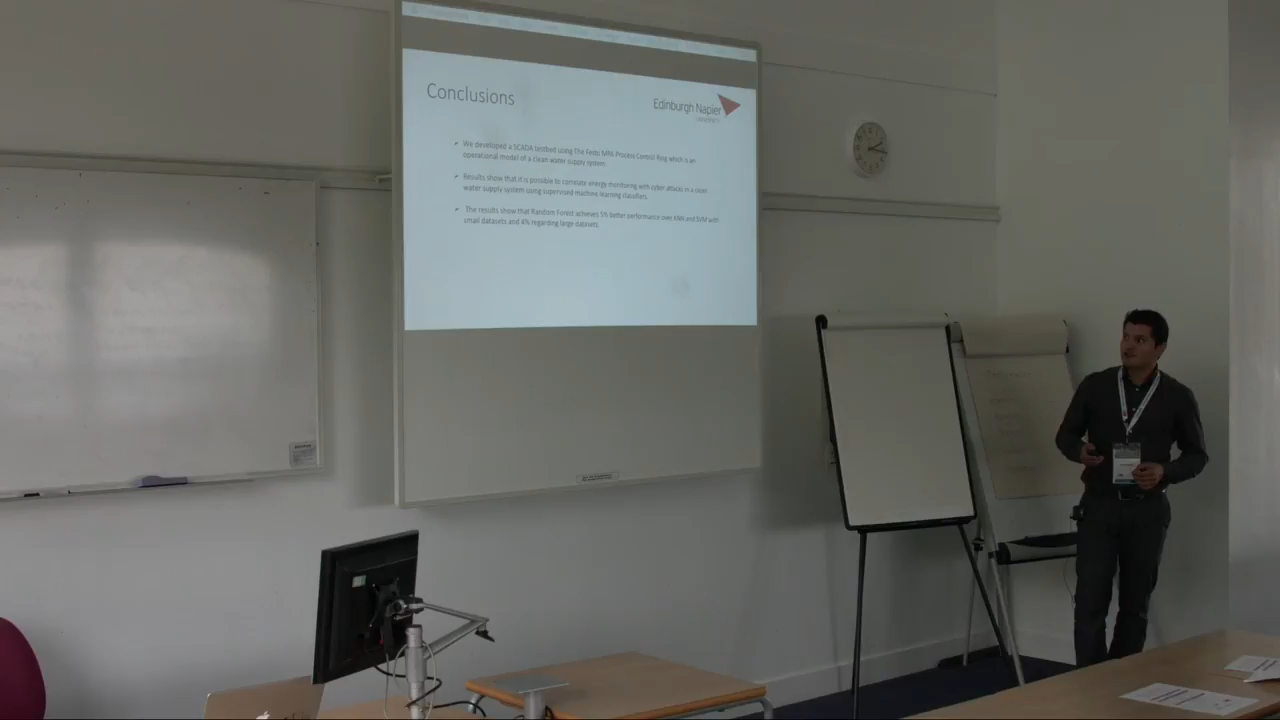 Conclusions
Edinburgh Napier
UNIVERSITY
➢ We developed a SCADA testbed using The Festo MPA Process Control Ring which is an
operational model of a clean water supply system.
➢ Results show that it is possible to correlate energy monitoring with cyber attacks in a clean
water supply system using supervised machine learning classifiers.
➢ The results show that Random Forest achieves 5% better performance over KNN and SVM with
small datasets and 4% regarding large datasets.